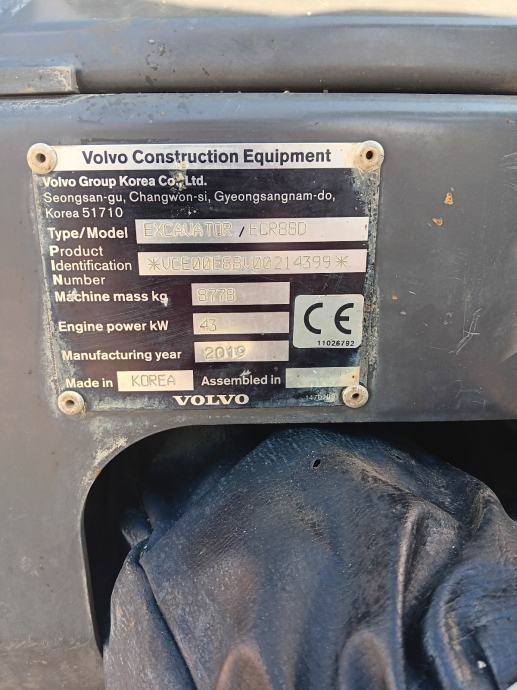 Volvo Construction Equipment
Volvo Group Korea Co., Ltd.
Seongsan-gu, Changwon-si, Gyeongsangnam-do,
Korea 51710
Type/Model EXCAVATOR / ECR88D
Product
Identification *VCE00E88V00214399*
Number
Machine mass kg 8778
Engine power kW 43
CE
11026792
Manufacturing year 2019
Made in KOREA Assembled in
VOLVO